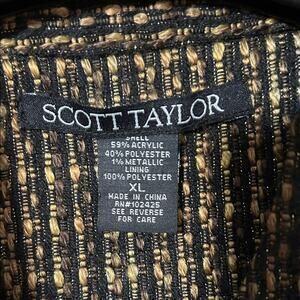 SCOTT TAYLOR
SHELL
59% ACRYLIC
40% POLYESTER
1% METALLIC
LINING
100% POLYESTER
XL
MADE IN CHINA
RN#102425
SEE REVERSE
FOR CARE